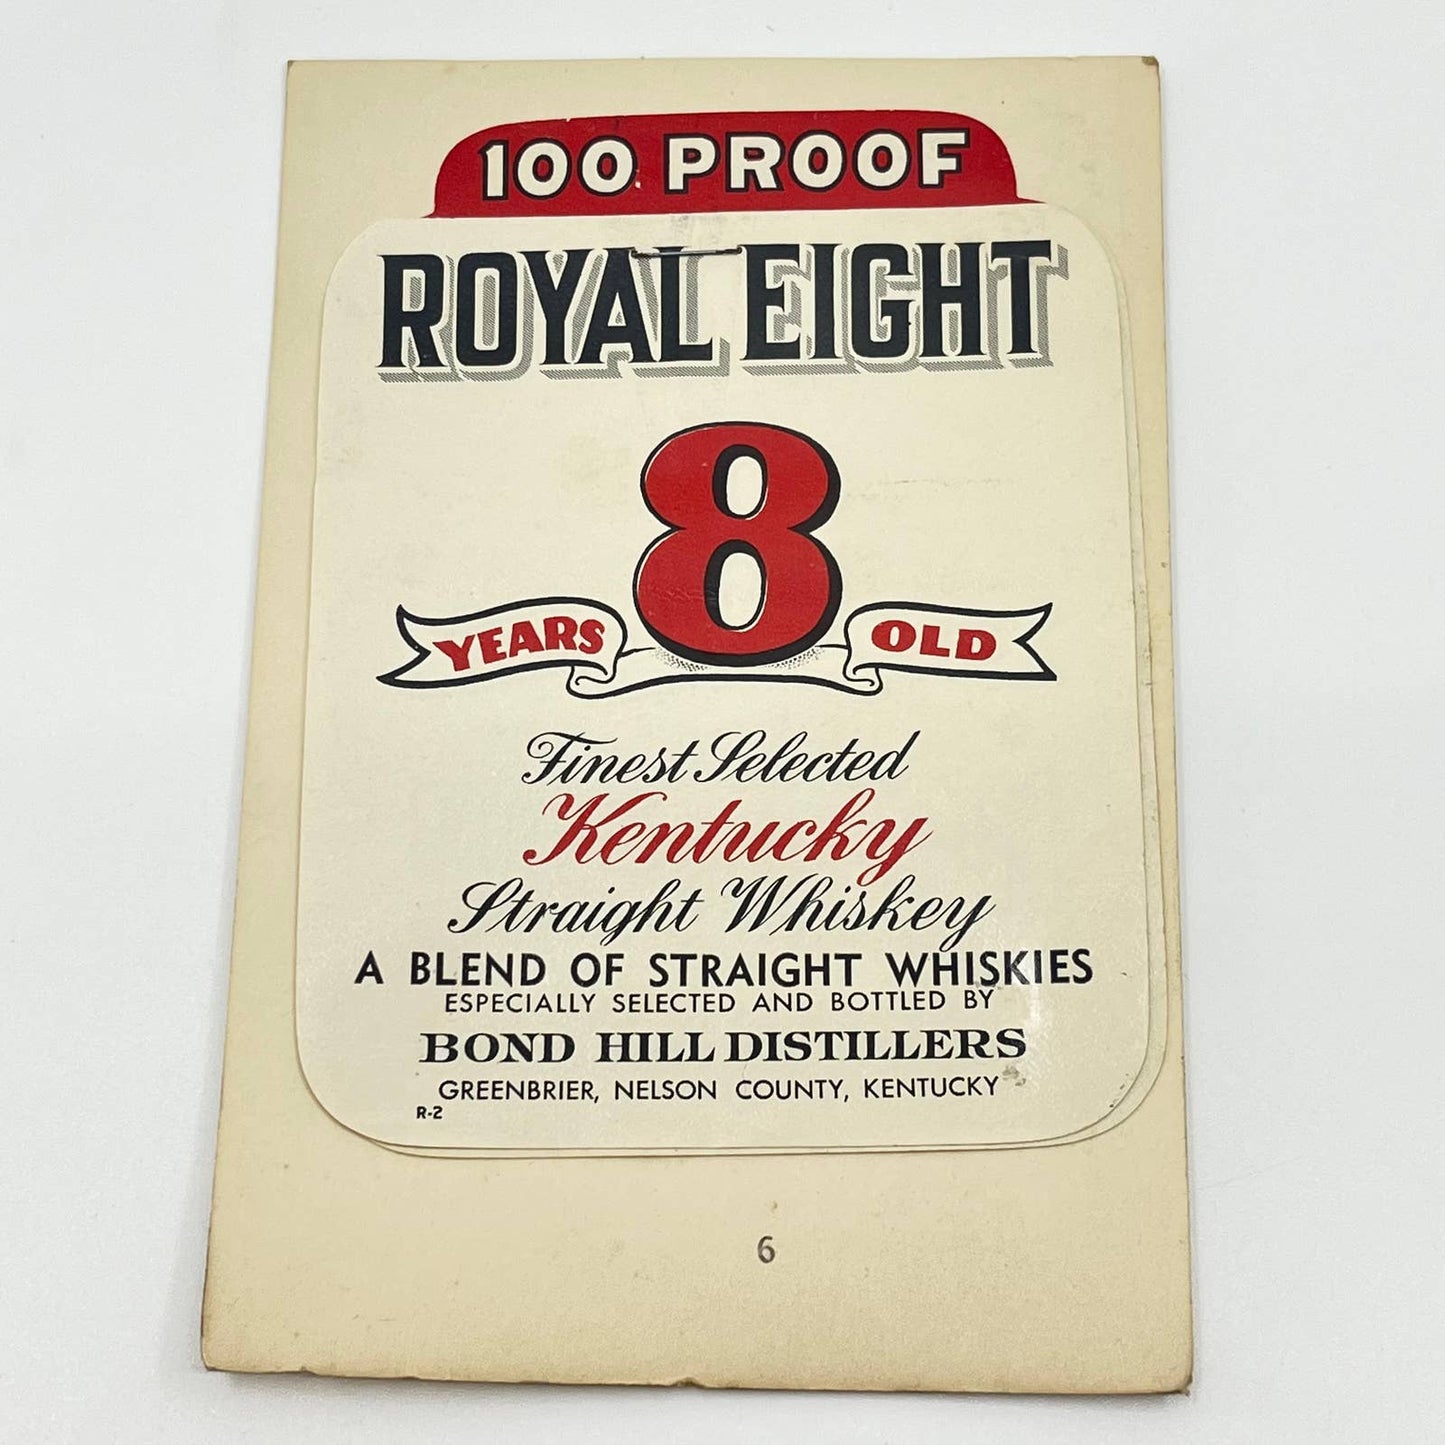 100 PROOF
ROYAL EIGHT
8
YEARS OLD
Finest Selected
Kentucky
Straight Whiskey
A BLEND OF STRAIGHT WHISKIES
ESPECIALLY SELECTED AND BOTTLED BY
BOND HILL DISTILLERS
GREENBRIER, NELSON COUNTY, KENTUCKY
R-2
6